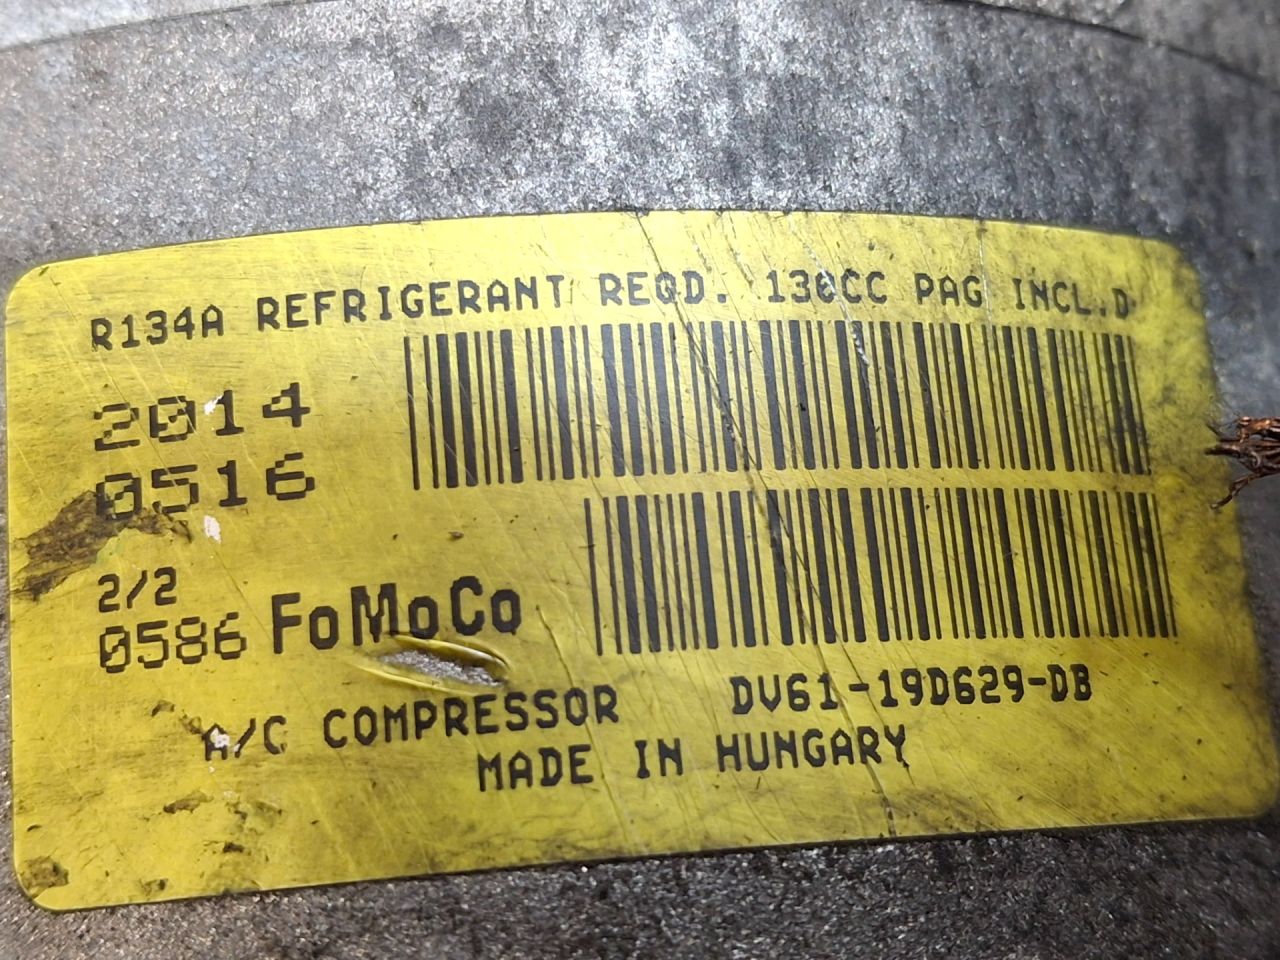 R134A REFRIGERANT REQD. 130CC PAG INCL.D
2014
0516
2/2
0586 FoMoCo
A/C COMPRESSOR DV61-19D629-DB
MADE IN HUNGARY